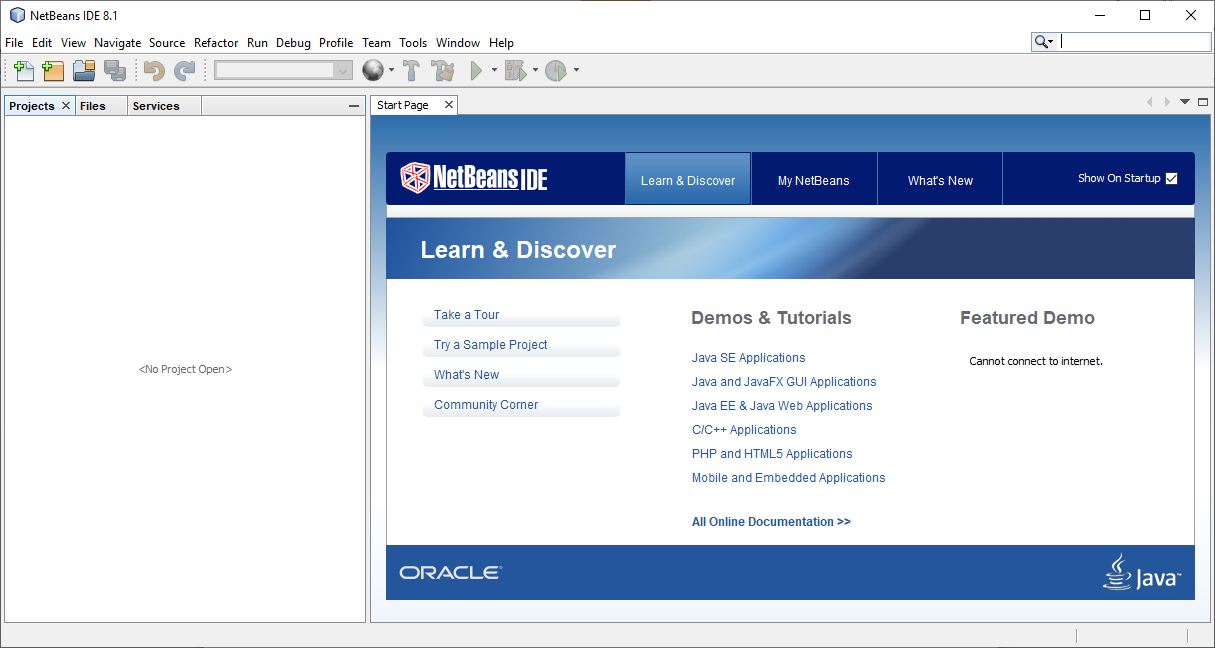 NetBeans IDE 8.1
File Edit View Navigate Source Refactor Run Debug Profile Team Tools Window Help
Projects Files Services
Start Page
<No Project Open>
NetBeans IDE
Learn & Discover
My NetBeans
What's New
Show On Startup
Learn & Discover
Take a Tour
Try a Sample Project
What's New
Community Corner
Demos & Tutorials
Java SE Applications
Java and JavaFX GUI Applications
Java EE & Java Web Applications
C/C++ Applications
PHP and HTML5 Applications
Mobile and Embedded Applications
All Online Documentation >>
Featured Demo
Cannot connect to internet.
ORACLE
Java